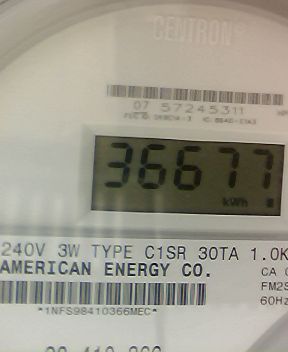 CENTRON®
07 57245311
36677
kWh
240V 3W TYPE C1SR 30TA 1.0K
AMERICAN ENERGY CO.
CA
FM2S
60Hz
*1NFS98410366MEC*